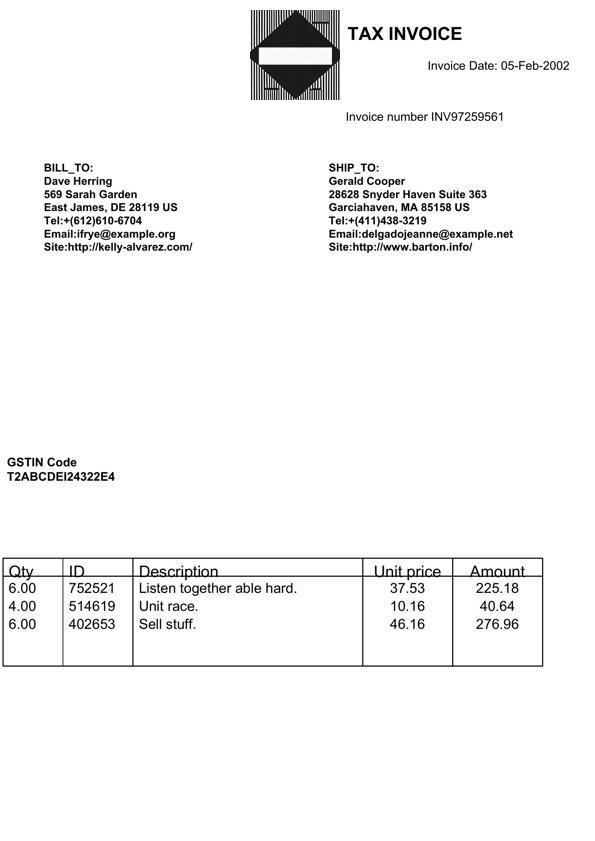 TAX INVOICE
Invoice Date: 05-Feb-2002
Invoice number INV97259561
BILL_TO:
Dave Herring
569 Sarah Garden
East James, DE 28119 US
Tel:+(612)610-6704
Email:ifrye@example.org
Site:http://kelly-alvarez.com/
SHIP_TO:
Gerald Cooper
28628 Snyder Haven Suite 363
Garciahaven, MA 85158 US
Tel:+(411)438-3219
Email:delgadojeanne@example.net
Site:http://www.barton.info/
GSTIN Code
T2ABCDEI24322E4
Qty ID Description Unit price Amount
6.00 752521 Listen together able hard. 37.53 225.18
4.00 514619 Unit race. 10.16 40.64
6.00 402653 Sell stuff. 46.16 276.96